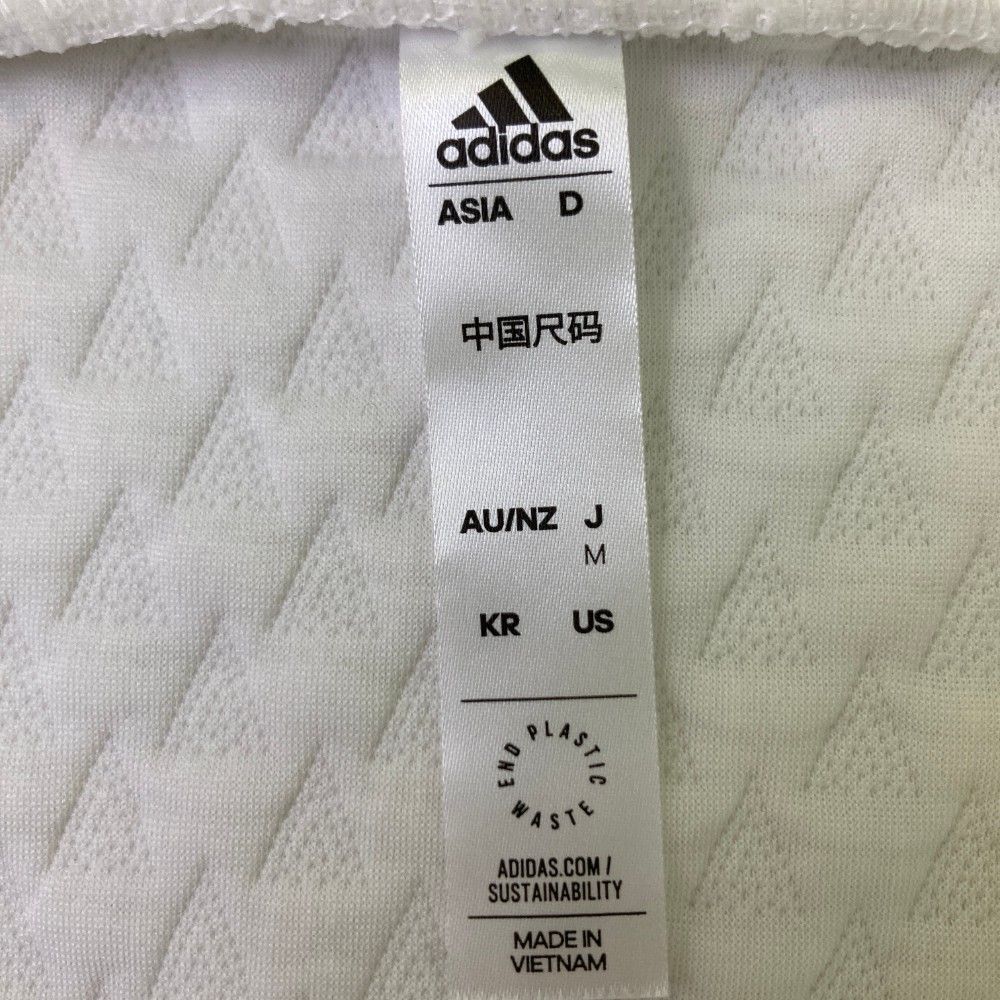 adidas
ASIA D
中国尺码
AU/NZ J
M
KR US
END PLASTIC WASTE
ADIDAS.COM /
SUSTAINABILITY
MADE IN
VIETNAM